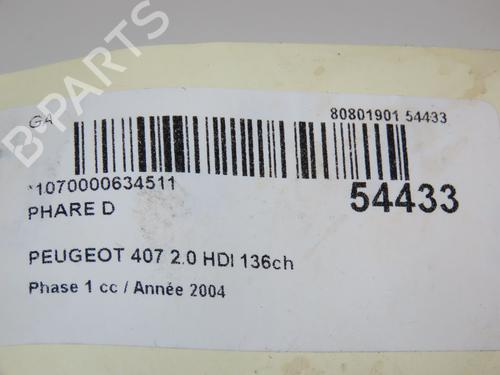 B-PARTS
GA
80801901 54433
*1070000634511
54433
PHARE D
PEUGEOT 407 2.0 HDI 136ch
Phase 1 cc / Année 2004